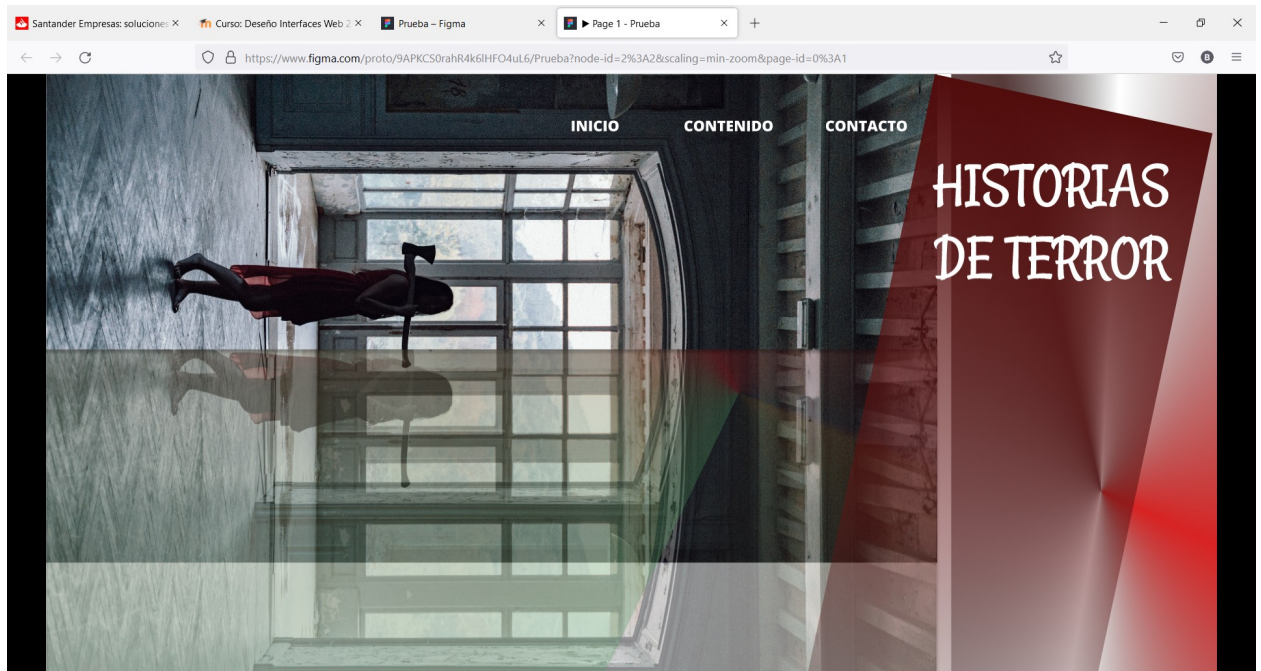 Santander Empresas: soluciones
Curso: Deseño Interfaces Web 2
Prueba – Figma
Page 1 - Prueba
https://www.figma.com/proto/9APKCS0rahR4k6lHFO4uL6/Prueba?node-id=2%3A2&scaling=min-zoom&page-id=0%3A1
B
INICIO CONTENIDO CONTACTO
HISTORIAS
DE TERROR